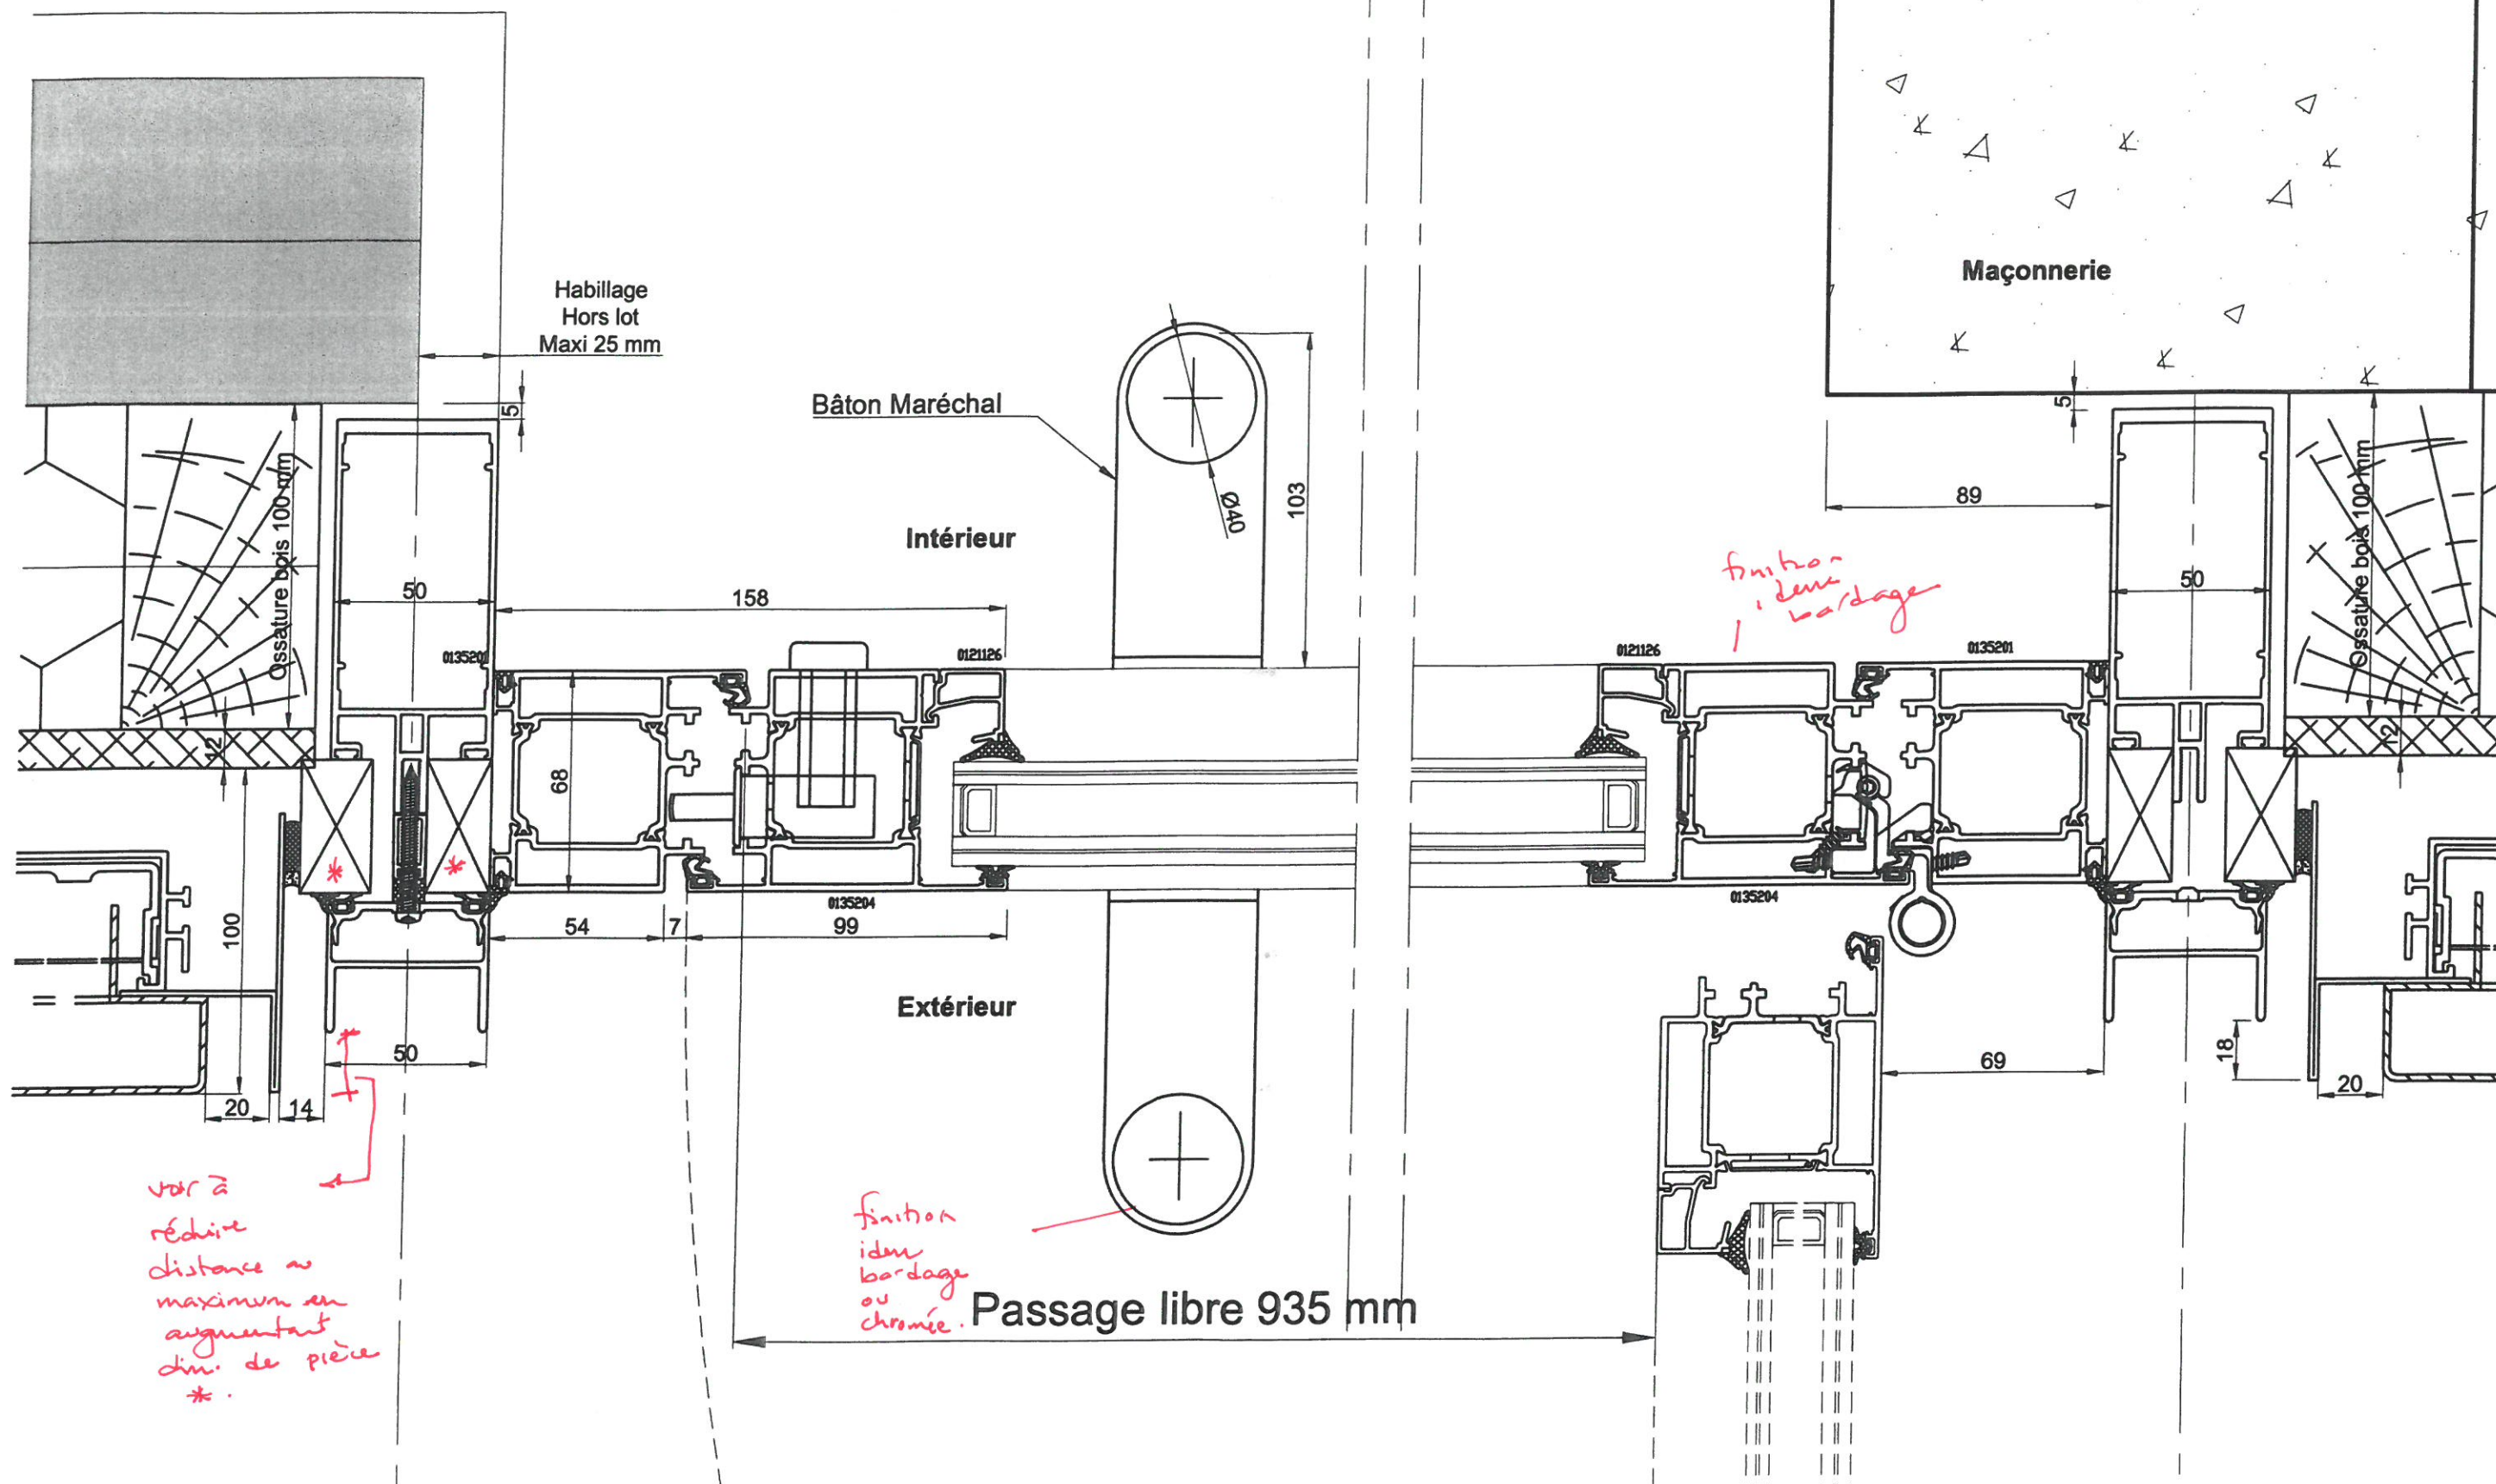 Habillage
Hors lot
Maxi 25 mm
Maçonnerie
5
5
Bâton Maréchal
Ø40
103
89
Intérieur
Ossature bois 100 mm
Ossature bois 100 mm
finition
idem
bardage
50
158
50
0135201
0121126
0121126
0135201
12
68
12
0135204
0135204
100
54
7
99
Extérieur
50
69
18
20
14
20
voir à
réduire
distance au
maximum en
augmentant
dim. de pièce
*.
finition
idem
bardage
ou
chromée.
Passage libre 935 mm